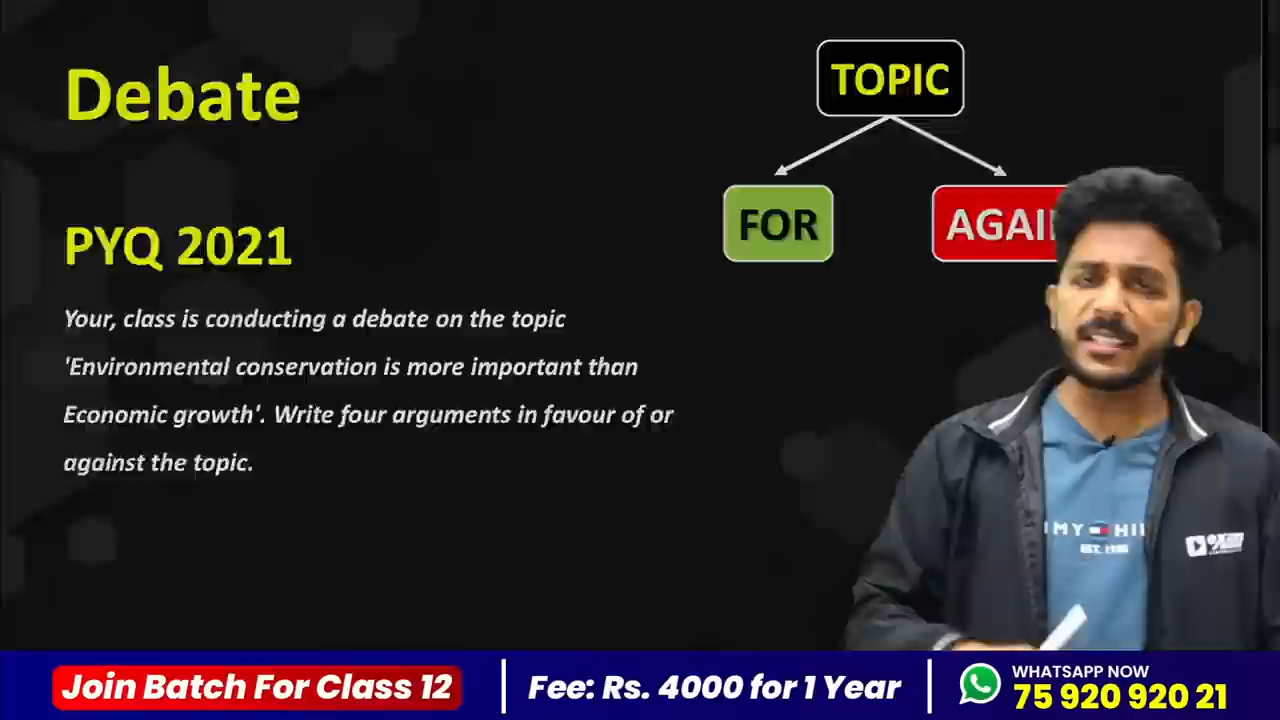 Debate
TOPIC
FOR
PYQ 2021
Your, class is conducting a debate on the topic
'Environmental conservation is more important than
Economic growth'. Write four arguments in favour of or
against the topic.
EST. 1985
Join Batch For Class 12
Fee: Rs. 4000 for 1 Year
WHATSAPP NOW
75 920 920 21